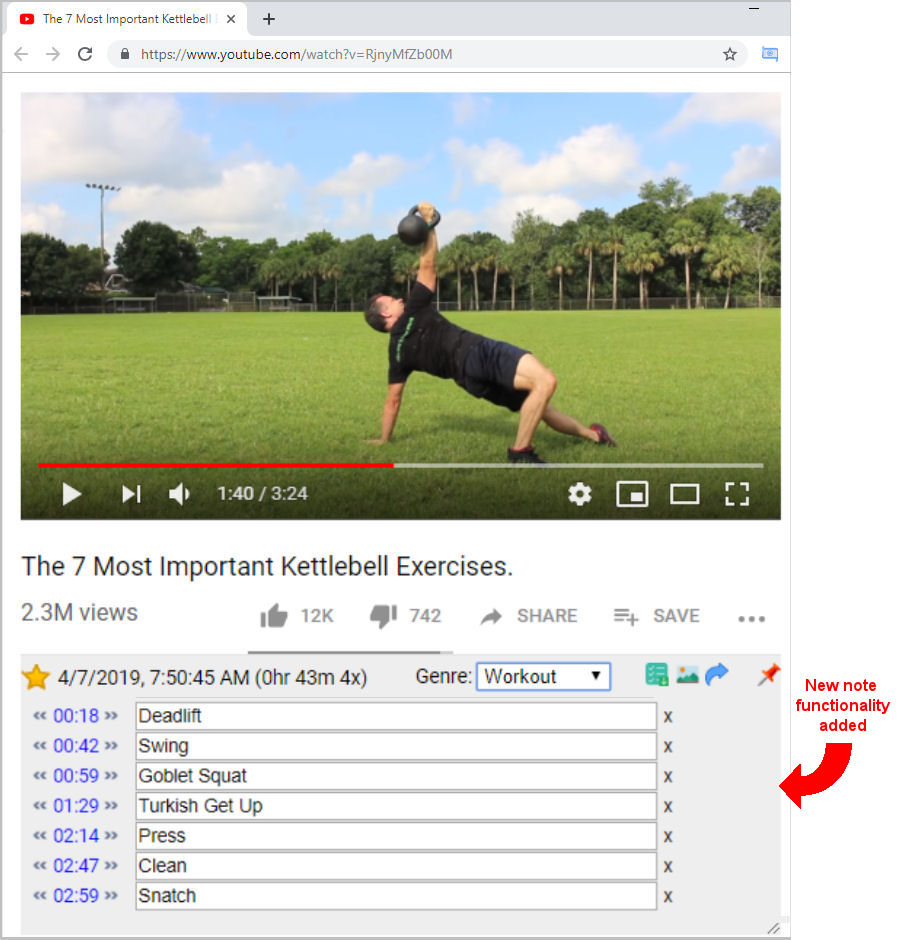 The 7 Most Important Kettlebell
https://www.youtube.com/watch?v=RjnyMfZb00M
1:40 / 3:24
The 7 Most Important Kettlebell Exercises.
2.3M views 12K 742 SHARE SAVE
4/7/2019, 7:50:45 AM (0hr 43m 4x) Genre: Workout
« 00:18 » Deadlift x
« 00:42 » Swing x
« 00:59 » Goblet Squat x
« 01:29 » Turkish Get Up x
« 02:14 » Press x
« 02:47 » Clean x
« 02:59 » Snatch x
New note
functionality
added